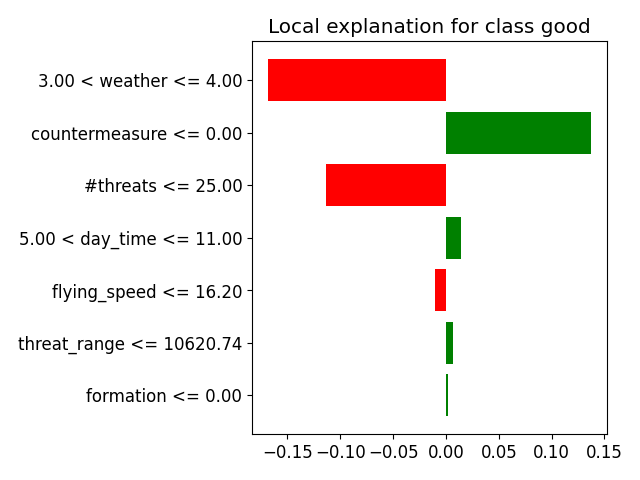 Local explanation for class good
3.00 < weather <= 4.00
countermeasure <= 0.00
#threats <= 25.00
5.00 < day_time <= 11.00
flying_speed <= 16.20
threat_range <= 10620.74
formation <= 0.00
−0.15 −0.10 −0.05 0.00 0.05 0.10 0.15